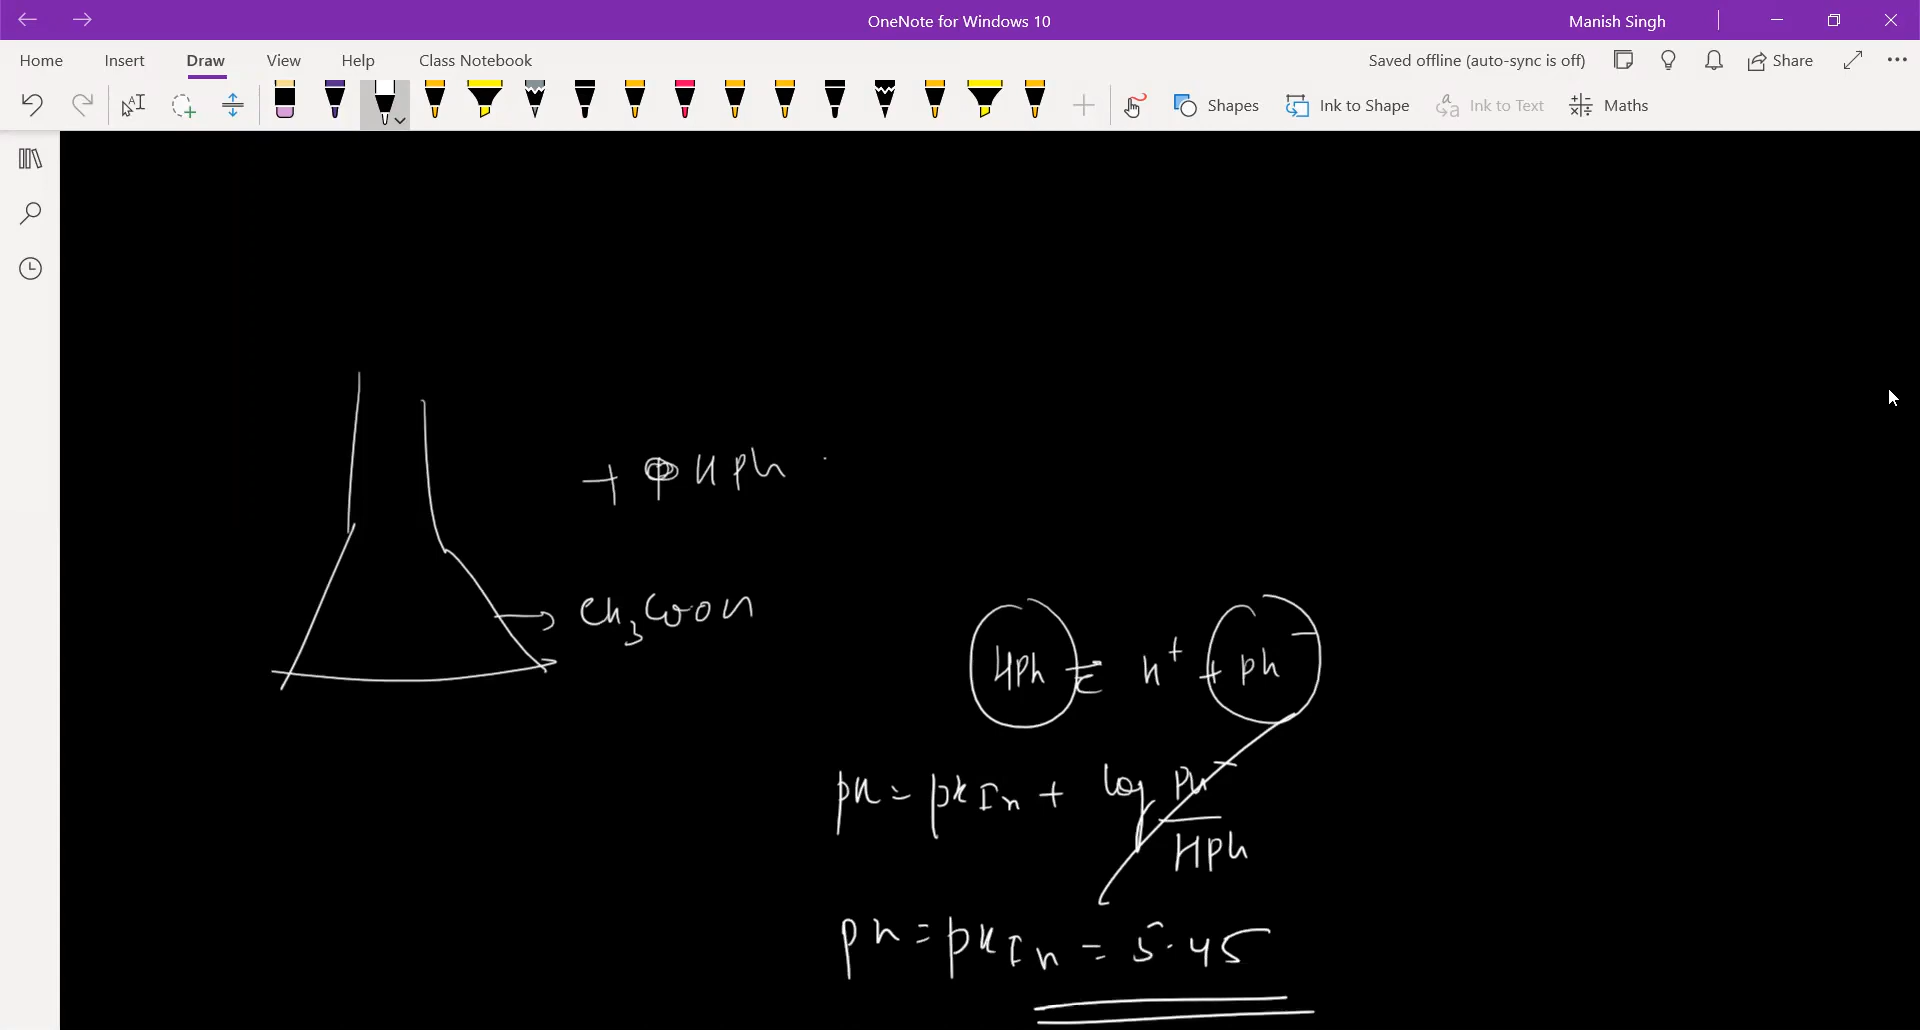 OneNote for Windows 10
Manish Singh
Home Insert Draw View Help Class Notebook
Saved offline (auto-sync is off) Share
Shapes Ink to Shape Ink to Text Maths
+ HPh
CH3COOH
HPh ⇌ H+ + Ph-
pH = pKIn + log Ph-
HPh
pH = pKIn = 5.45